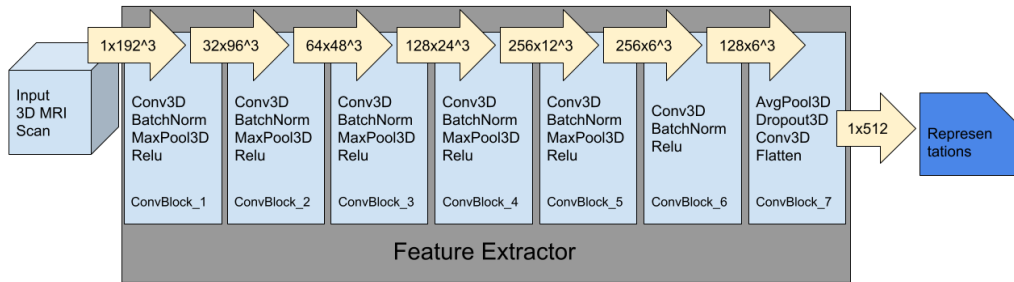 1x192^3
32x96^3
64x48^3
128x24^3
256x12^3
256x6^3
128x6^3
Input
3D MRI
Scan
Conv3D
BatchNorm
MaxPool3D
Relu
ConvBlock_1
Conv3D
BatchNorm
MaxPool3D
Relu
ConvBlock_2
Conv3D
BatchNorm
MaxPool3D
Relu
ConvBlock_3
Conv3D
BatchNorm
MaxPool3D
Relu
ConvBlock_4
Conv3D
BatchNorm
MaxPool3D
Relu
ConvBlock_5
Conv3D
BatchNorm
Relu
ConvBlock_6
AvgPool3D
Dropout3D
Conv3D
Flatten
ConvBlock_7
1x512
Represen
tations
Feature Extractor